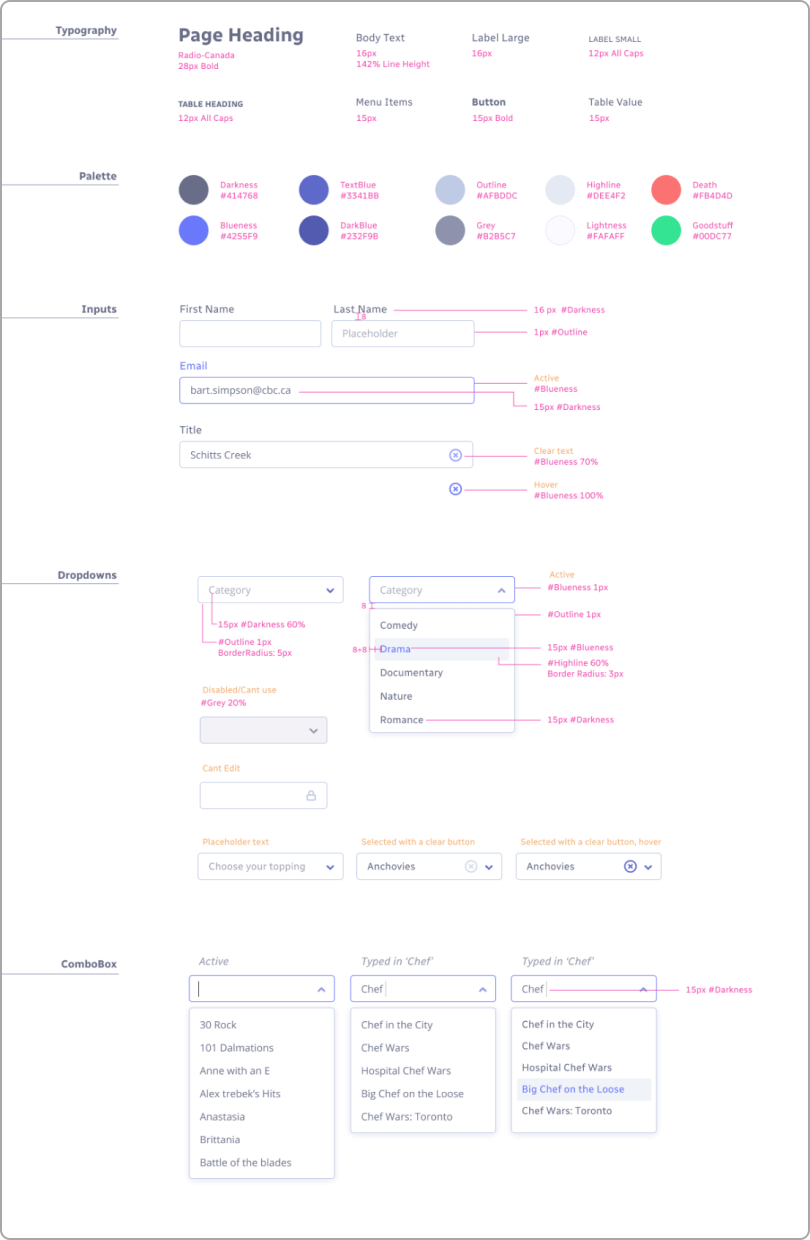 Typography
Page Heading
Radio-Canada
28px Bold
Body Text
16px
142% Line Height
Label Large
16px
LABEL SMALL
12px All Caps
TABLE HEADING
12px All Caps
Menu Items
15px
Button
15px Bold
Table Value
15px
Palette
Darkness
#414768
TextBlue
#3341BB
Outline
#AFBDDC
Highline
#DEE4F2
Death
#FB4D4D
Blueness
#4255F9
DarkBlue
#232F9B
Grey
#B2B5C7
Lightness
#FAFAFF
Goodstuff
#00DC77
Inputs
First Name
Last Name
16 px #Darkness
18
Placeholder
1px #Outline
Email
bart.simpson@cbc.ca
Active
#Blueness
15px #Darkness
Title
Schitts Creek
Clear text
#Blueness 70%
Hover
#Blueness 100%
Dropdowns
Category
15px #Darkness 60%
#Outline 1px
BorderRadius: 5px
Category
Active
#Blueness 1px
8
#Outline 1px
Comedy
8+8
Drama
15px #Blueness
#Highline 60%
Border Radius: 3px
Documentary
Nature
Romance
15px #Darkness
Disabled/Cant use
#Grey 20%
Cant Edit
Placeholder text
Choose your topping
Selected with a clear button
Anchovies
Selected with a clear button, hover
Anchovies
ComboBox
Active
30 Rock
101 Dalmations
Anne with an E
Alex trebek's Hits
Anastasia
Brittania
Battle of the blades
Typed in 'Chef'
Chef
Chef in the City
Chef Wars
Hospital Chef Wars
Big Chef on the Loose
Chef Wars: Toronto
Typed in 'Chef'
Chef
15px #Darkness
Chef in the City
Chef Wars
Hospital Chef Wars
Big Chef on the Loose
Chef Wars: Toronto